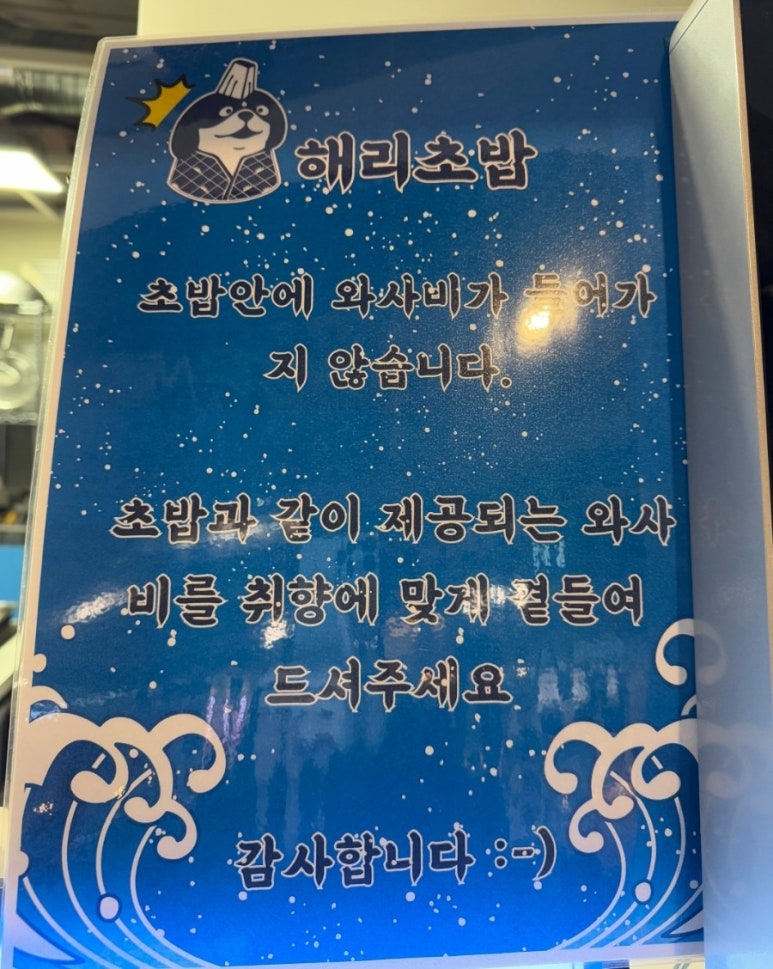 해리초밥
초밥안에 와사비가 들어가
지 않습니다.
초밥과 같이 제공되는 와사
비를 취향에 맞게 곁들여
드셔주세요
감사합니다 :-)